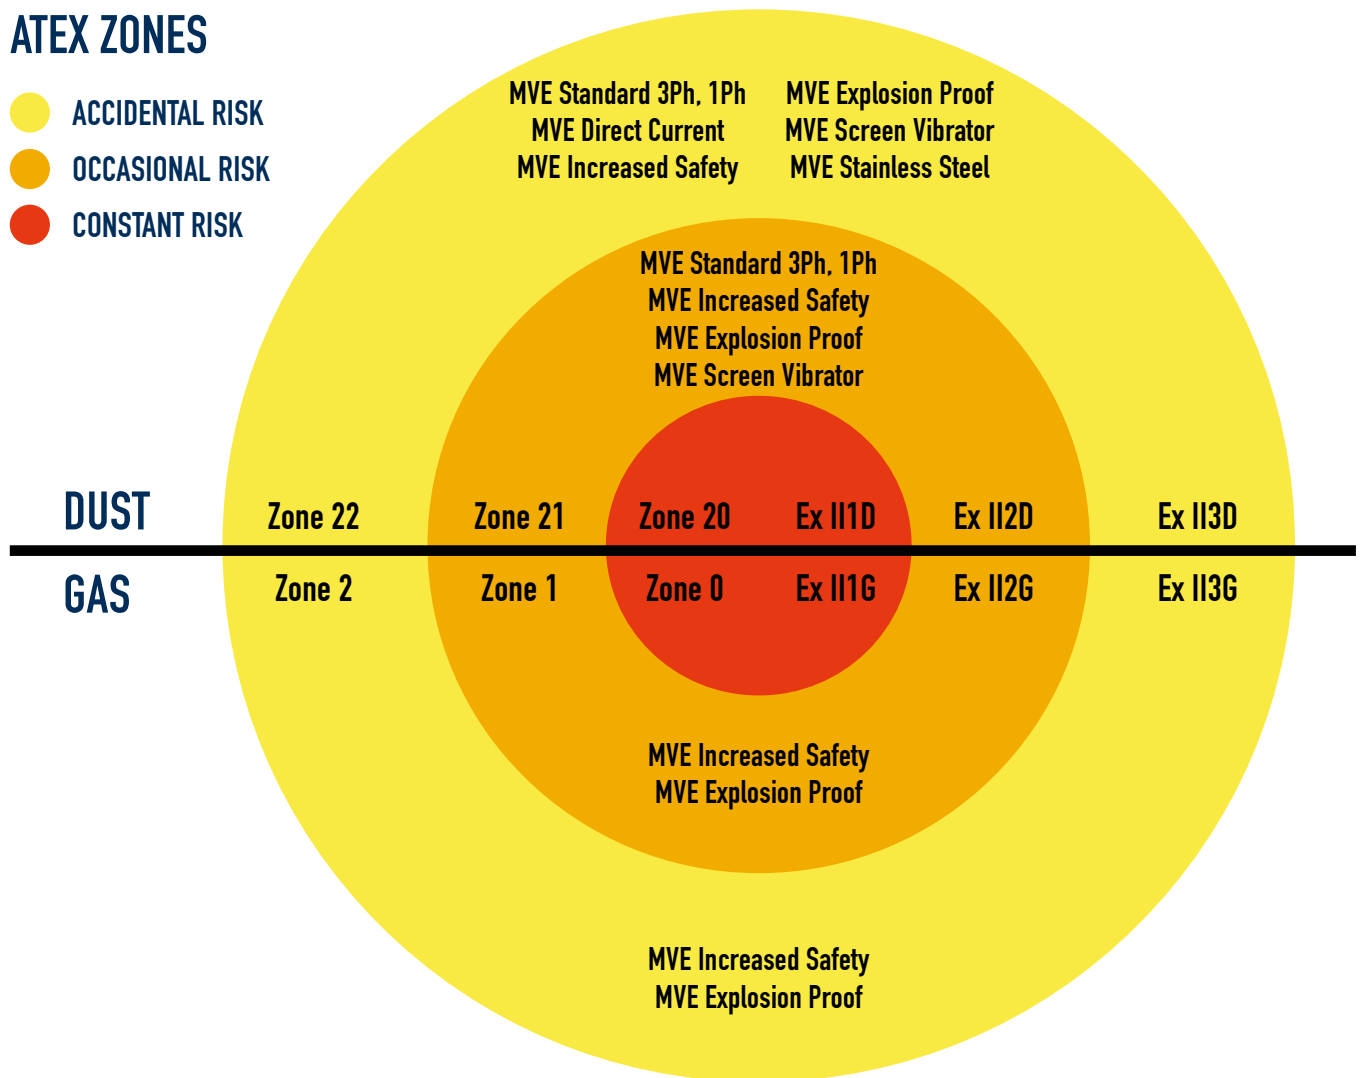 ATEX ZONES
ACCIDENTAL RISK
OCCASIONAL RISK
CONSTANT RISK
MVE Standard 3Ph, 1Ph
MVE Direct Current
MVE Increased Safety
MVE Explosion Proof
MVE Screen Vibrator
MVE Stainless Steel
MVE Standard 3Ph, 1Ph
MVE Increased Safety
MVE Explosion Proof
MVE Screen Vibrator
DUST Zone 22 Zone 21 Zone 20 Ex II1D Ex II2D Ex II3D
GAS Zone 2 Zone 1 Zone 0 Ex II1G Ex II2G Ex II3G
MVE Increased Safety
MVE Explosion Proof
MVE Increased Safety
MVE Explosion Proof